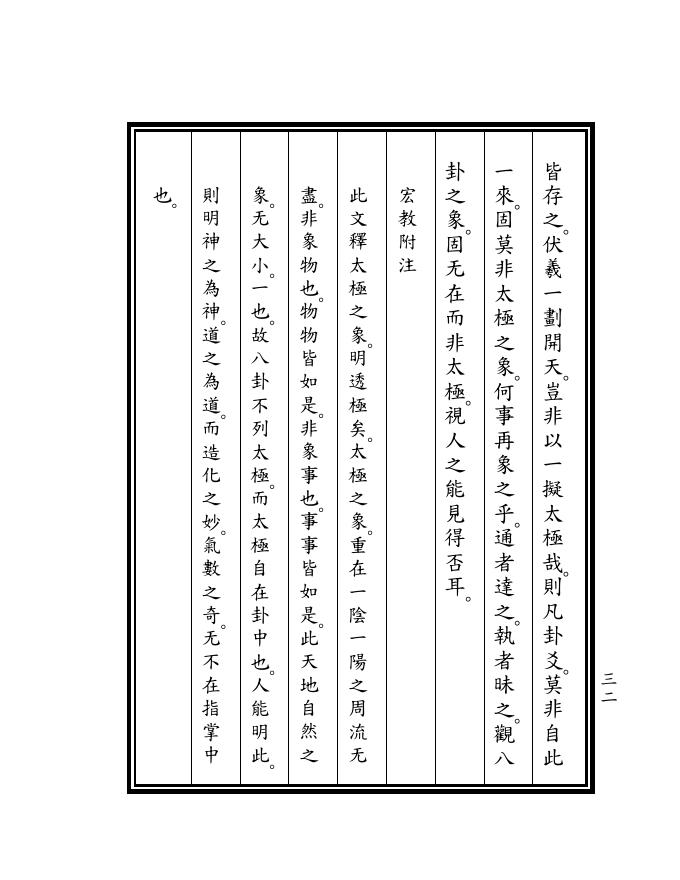 皆存之。伏羲一劃開天。豈非以一擬太極哉。則凡卦爻。莫非自此
一來。固莫非太極之象。何事再象之乎。通者達之。執者昧之。觀八
卦之象。固无在而非太極。視人之能見得否耳。
宏教附注
此文釋太極之象。明透極矣。太極之象。重在一陰一陽之周流无
盡。非象物也。物物皆如是。非象事也。事事皆如是。此天地自然之
象。无大小。一也。故八卦不列太極。而太極自在卦中也。人能明此。
則明神之為神。道之為道。而造化之妙。氣數之奇。无不在指掌中
也。
三二